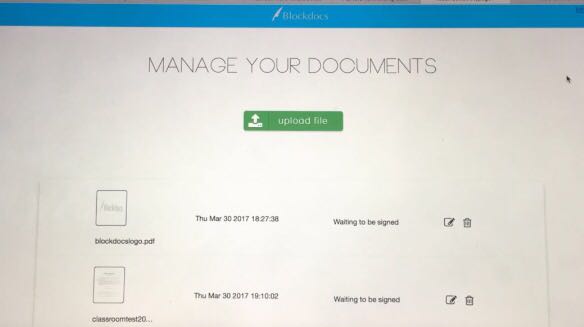 Blockdocs
MANAGE YOUR DOCUMENTS
upload file
Blockdocs
blockdocslogo.pdf
Thu Mar 30 2017 18:27:38
Waiting to be signed
classroomtest20...
Thu Mar 30 2017 19:10:02
Waiting to be signed